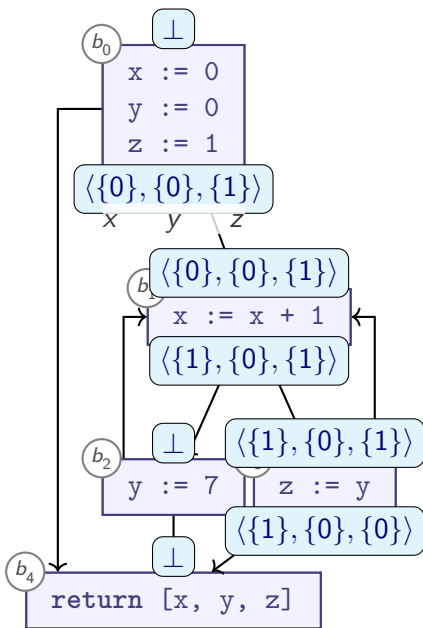 ⊥
b₀
x := 0
y := 0
z := 1
⟨{0}, {0}, {1}⟩
x y z
⟨{0}, {0}, {1}⟩
x := x + 1
⟨{1}, {0}, {1}⟩
⊥
⟨{1}, {0}, {1}⟩
b₂
y := 7
z := y
⟨{1}, {0}, {0}⟩
⊥
b₄
return [x, y, z]